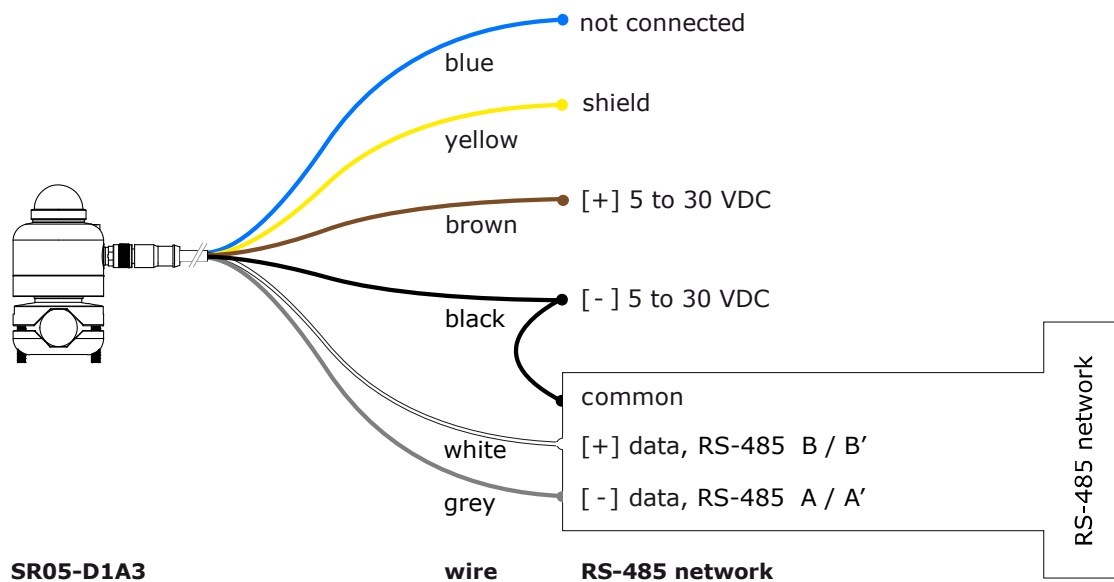 not connected
blue
shield
yellow
[+] 5 to 30 VDC
brown
[-] 5 to 30 VDC
black
common
[+] data, RS-485  B / B′
white
[-] data, RS-485  A / A′
grey
RS-485 network
SR05-D1A3 wire RS-485 network